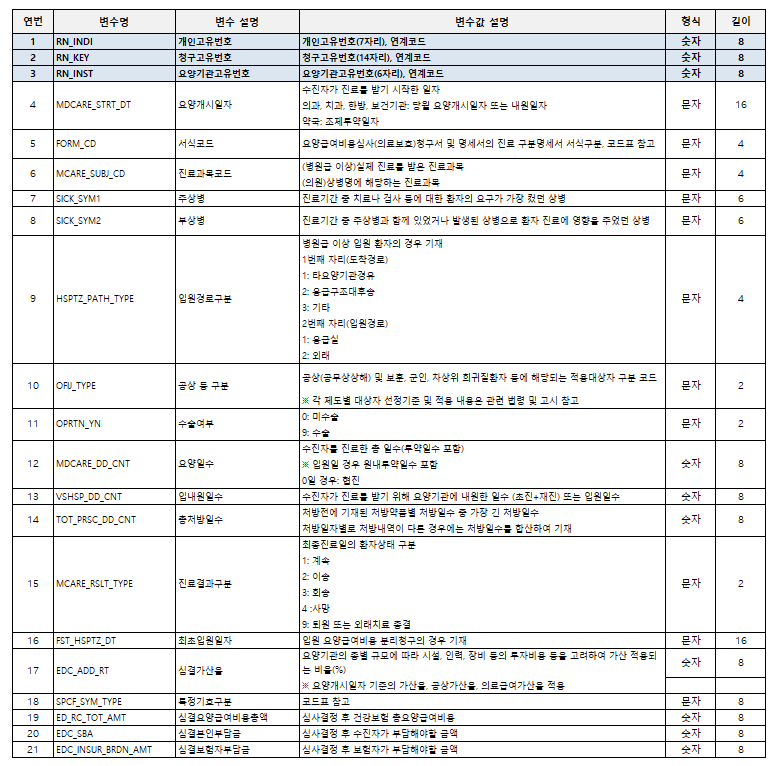 연번 변수명 변수 설명 변수값 설명 형식 길이
1 RN_INDI 개인고유번호 개인고유번호(7자리), 연계코드 숫자 8
2 RN_KEY 청구고유번호 청구고유번호(14자리), 연계코드 숫자 8
3 RN_INST 요양기관고유번호 요양기관고유번호(6자리), 연계코드 숫자 8
4 MDCARE_STRT_DT 요양개시일자 수진자가 진료를 받기 시작한 일자 문자 16
의과, 치과, 한방, 보건기관: 당월 요양개시일자 또는 내원일자
약국: 조제투약일자
5 FORM_CD 서식코드 요양급여비용심사(의료보호)청구서 및 명세서의 진료 구분명세서 서식구분, 코드표 참고 문자 4
6 MCARE_SUBJ_CD 진료과목코드 (병원급 이상)실제 진료를 받은 진료과목 문자 4
(의원)상병명에 해당하는 진료과목
7 SICK_SYM1 주상병 진료기간 중 치료나 검사 등에 대한 환자의 요구가 가장 컸던 상병 문자 6
8 SICK_SYM2 부상병 진료기간 중 주상병과 함께 있었거나 발생된 상병으로 환자 진료에 영향을 주었던 상병 문자 6
9 HSPTZ_PATH_TYPE 입원경로구분 병원급 이상 입원 환자의 경우 기재 문자 4
1번째 자리(도착경로)
1: 타요양기관경유
2: 응급구조대후송
3: 기타
2번째 자리(입원경로)
1: 응급실
2: 외래
10 OFIJ_TYPE 공상 등 구분 공상(공무상상해) 및 보훈, 군인, 차상위 희귀질환자 등에 해당되는 적용대상자 구분 코드 문자 2
※ 각 제도별 대상자 선정기준 및 적용 내용은 관련 법령 및 고시 참고
11 OPRTN_YN 수술여부 0: 미수술 문자 2
9: 수술
12 MDCARE_DD_CNT 요양일수 수진자를 진료한 총 일수(투약일수 포함) 숫자 8
※ 입원일 경우 원내투약일수 포함
0일 경우: 협진
13 VSHSP_DD_CNT 입내원일수 수진자가 진료를 받기 위해 요양기관에 내원한 일수 (초진+재진) 또는 입원일수 숫자 8
14 TOT_PRSC_DD_CNT 총처방일수 처방전에 기재된 처방약품별 처방일수 중 가장 긴 처방일수 숫자 8
처방일자별로 처방내역이 다른 경우에는 처방일수를 합산하여 기재
15 MCARE_RSLT_TYPE 진료결과구분 최종진료일의 환자상태 구분 문자 2
1: 계속
2: 이송
3: 회송
4 :사망
9: 퇴원 또는 외래치료 종결
16 FST_HSPTZ_DT 최초입원일자 입원 요양급여비용 분리청구의 경우 기재 문자 16
17 EDC_ADD_RT 심결가산율 요양기관의 종별 규모에 따라 시설, 인력, 장비 등의 투자비용 등을 고려하여 가산 적용되 숫자 8
는 비율(%)
※ 요양개시일자 기준의 가산율, 공상가산율, 의료급여가산율 적용
18 SPCF_SYM_TYPE 특정기호구분 코드표 참고 문자 8
19 ED_RC_TOT_AMT 심결요양급여비용총액 심사결정 후 건강보험 총요양급여비용 숫자 8
20 EDC_SBA 심결본인부담금 심사결정 후 수진자가 부담해야할 금액 숫자 8
21 EDC_INSUR_BRDN_AMT 심결보험자부담금 심사결정 후 보험자가 부담해야할 금액 숫자 8